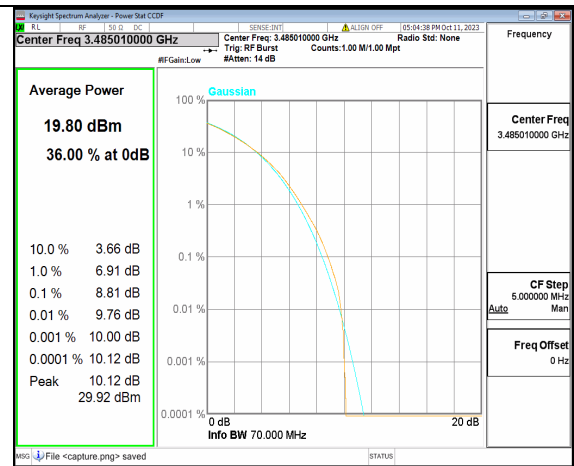 Keysight Spectrum Analyzer - Power Stat CCDF
RL RF 50 Ω DC SENSE:INT ALIGN OFF 05:04:38 PM Oct 11, 2023
Center Freq 3.485010000 GHz
Center Freq: 3.485010000 GHz Radio Std: None
Trig: RF Burst Counts:1.00 M/1.00 Mpt
#IFGain:Low #Atten: 14 dB
Frequency
Average Power
19.80 dBm
36.00 % at 0dB
10.0 % 3.66 dB
1.0 % 6.91 dB
0.1 % 8.81 dB
0.01 % 9.76 dB
0.001 % 10.00 dB
0.0001 % 10.12 dB
Peak 10.12 dB
29.92 dBm
Gaussian
100 %
10 %
1 %
0.1 %
0.01 %
0.001 %
0.0001 %
0 dB 20 dB
Info BW 70.000 MHz
Center Freq
3.485010000 GHz
CF Step
5.000000 MHz
Auto Man
Freq Offset
0 Hz
MSG File <capture.png> saved STATUS